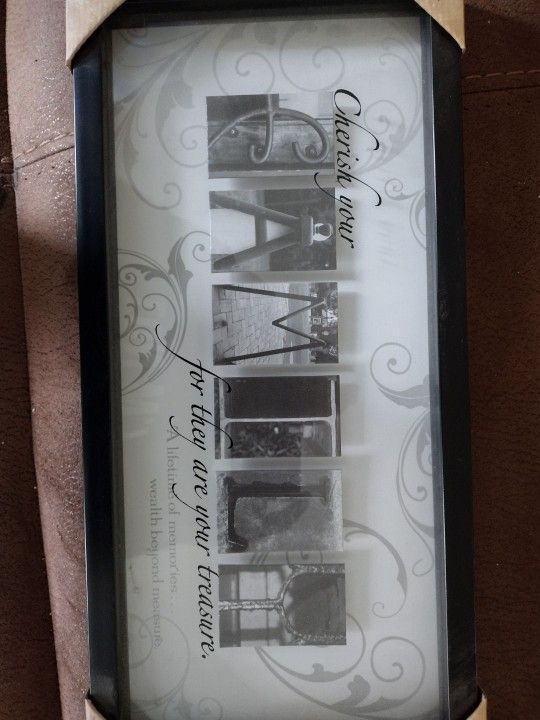 Cherish your
FAMILY
for they are your treasure.
A lifetime of memories...
wealth beyond measure